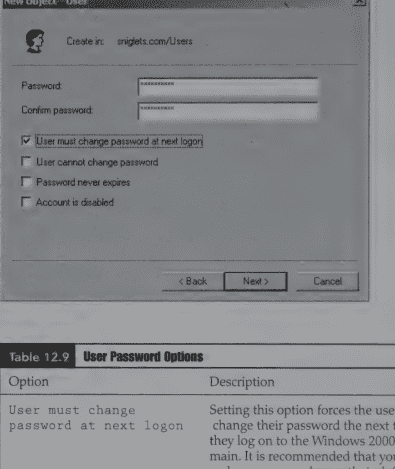 New Object - User
Create in: sniglets.com/Users
Password: **********
Confirm password: **********
User must change password at next logon
User cannot change password
Password never expires
Account is disabled
< Back Next > Cancel
Table 12.9 User Password Options
Option Description
User must change Setting this option forces the use
password at next logon change their password the next t
they log on to the Windows 2000
main. It is recommended that you